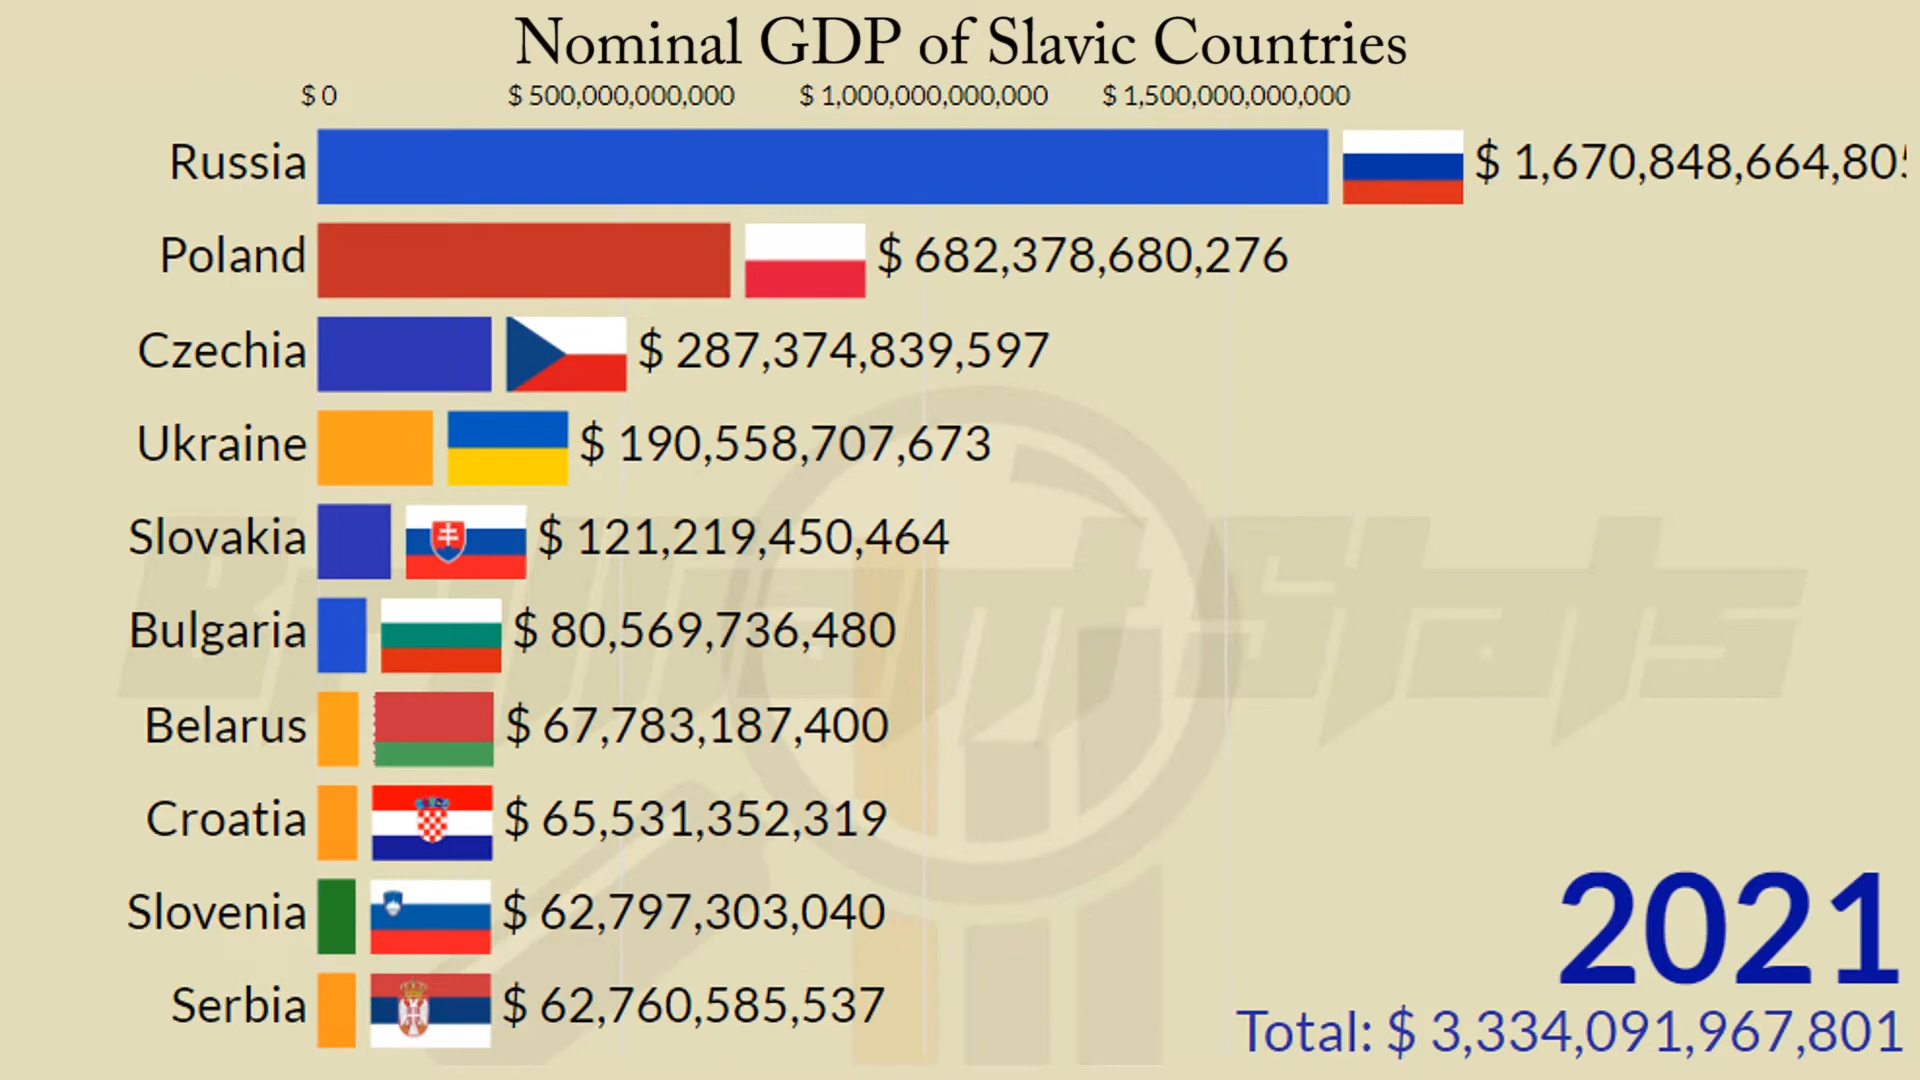 Nominal GDP of Slavic Countries
$ 0 $ 500,000,000,000 $ 1,000,000,000,000 $ 1,500,000,000,000
Russia $ 1,670,848,664,80
Poland $ 682,378,680,276
Czechia $ 287,374,839,597
Ukraine $ 190,558,707,673
Slovakia $ 121,219,450,464
Bulgaria $ 80,569,736,480
Belarus $ 67,783,187,400
Croatia $ 65,531,352,319
Slovenia $ 62,797,303,040
Serbia $ 62,760,585,537
Stats
2021
Total: $ 3,334,091,967,801